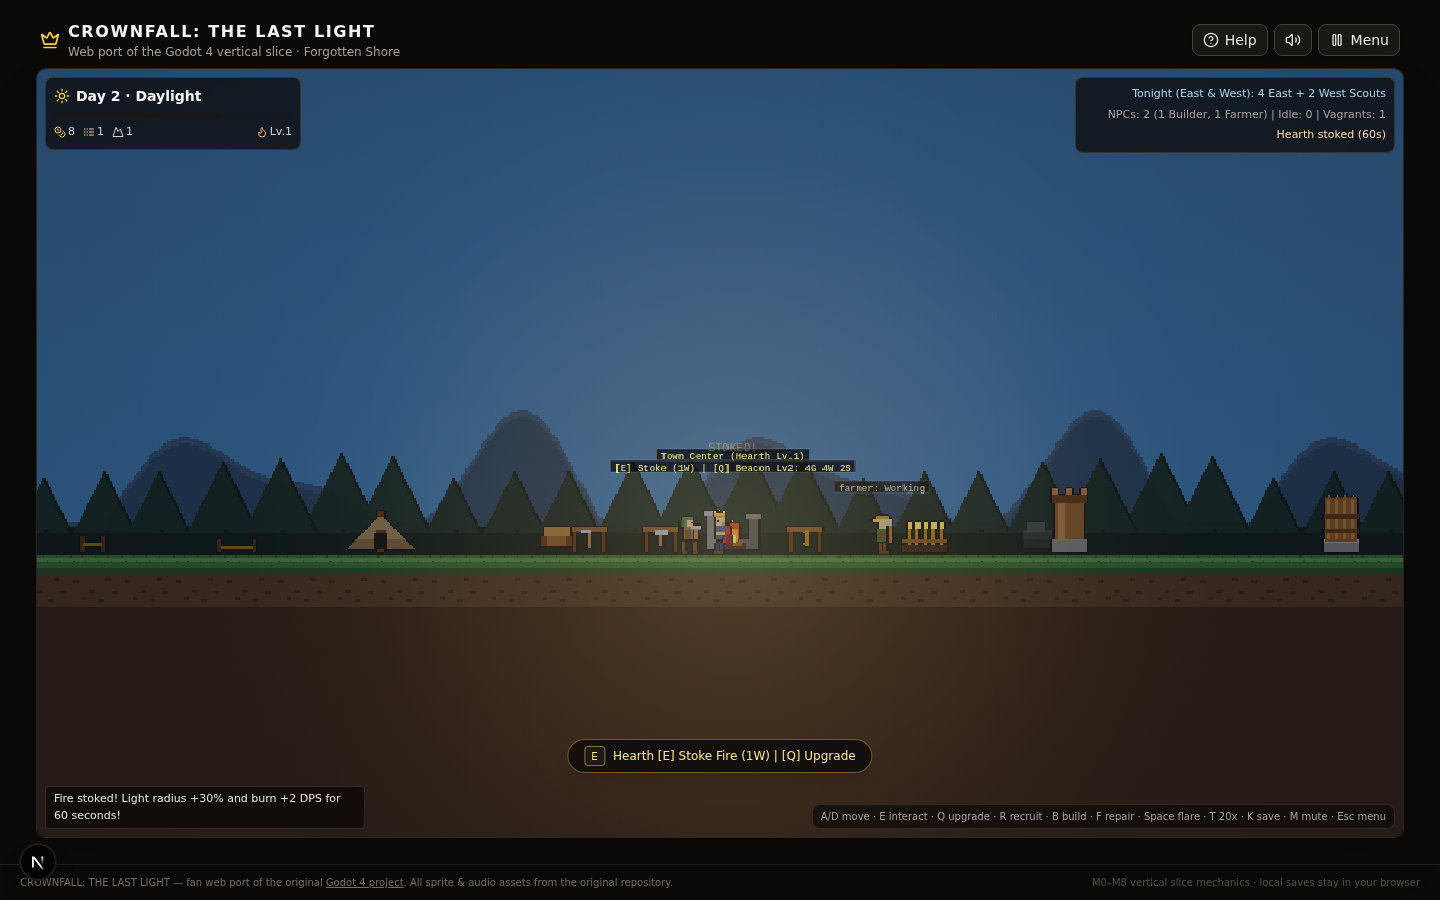 CROWNFALL: THE LAST LIGHT
Web port of the Godot 4 vertical slice · Forgotten Shore
Help
Menu
Day 2 · Daylight
8 1 1 Lv.1
Tonight (East & West): 4 East + 2 West Scouts
NPCs: 2 (1 Builder, 1 Farmer) | Idle: 0 | Vagrants: 1
Hearth stoked (60s)
STOKED!
Town Center (Hearth Lv.1)
[E] Stoke (1W) | [Q] Beacon Lv2: 4G 4W 2S
farmer: Working
E Hearth [E] Stoke Fire (1W) | [Q] Upgrade
Fire stoked! Light radius +30% and burn +2 DPS for
60 seconds!
A/D move · E interact · Q upgrade · R recruit · B build · F repair · Space flare · T 20x · K save · M mute · Esc menu
N
CROWNFALL: THE LAST LIGHT — fan web port of the original Godot 4 project. All sprite & audio assets from the original repository.
M0–M8 vertical slice mechanics · local saves stay in your browser